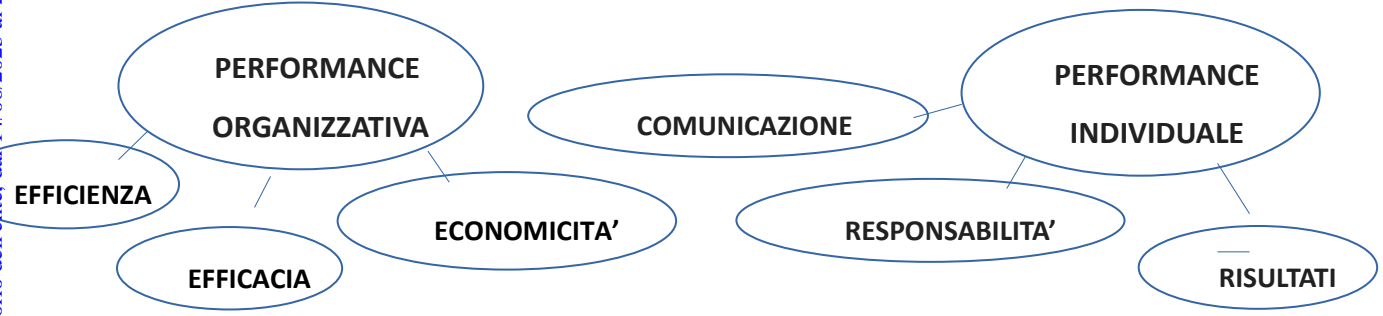 PERFORMANCE
ORGANIZZATIVA
EFFICIENZA
EFFICACIA
ECONOMICITA’
COMUNICAZIONE
PERFORMANCE
INDIVIDUALE
RESPONSABILITA’
RISULTATI